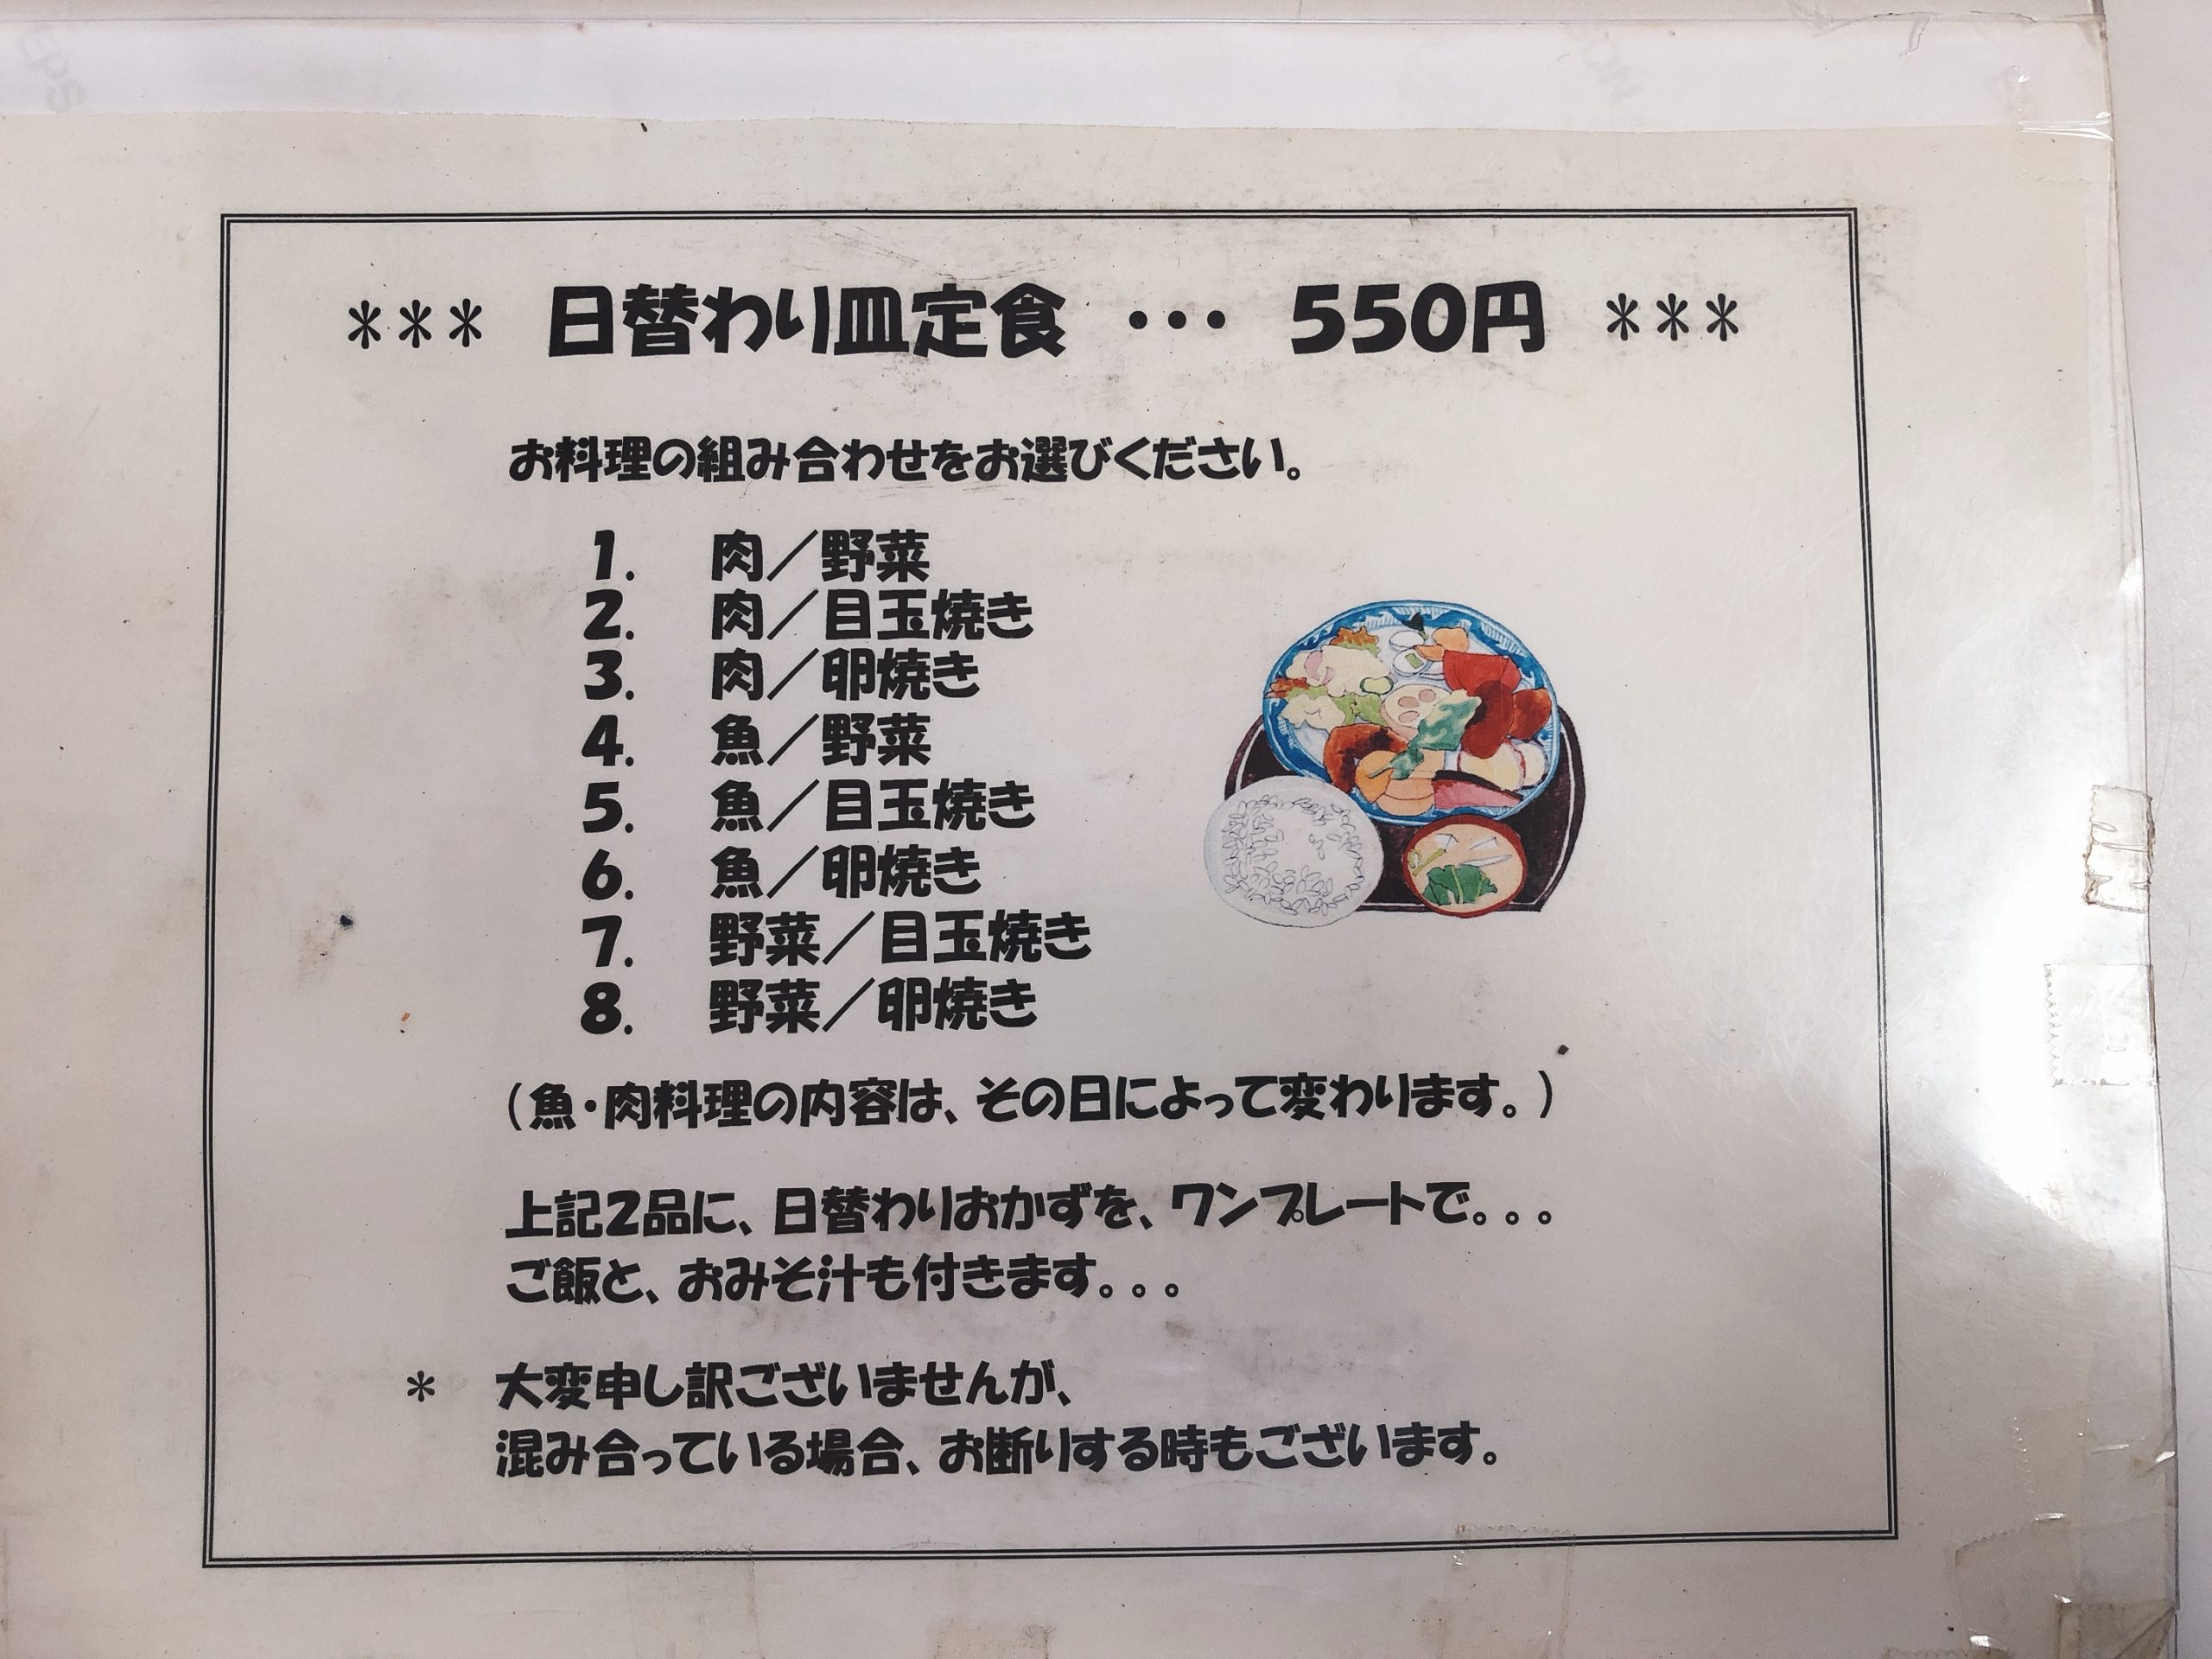 *** 日替わり皿定食 ・・・ 550円 ***
お料理の組み合わせをお選びください。
1. 肉／野菜
2. 肉／目玉焼き
3. 肉／卵焼き
4. 魚／野菜
5. 魚／目玉焼き
6. 魚／卵焼き
7. 野菜／目玉焼き
8. 野菜／卵焼き
（魚・肉料理の内容は、その日によって変わります。）
上記2品に、日替わりおかずを、ワンプレートで。。。
ご飯と、おみそ汁も付きます。。。
* 大変申し訳ございませんが、
混み合っている場合、お断りする時もございます。